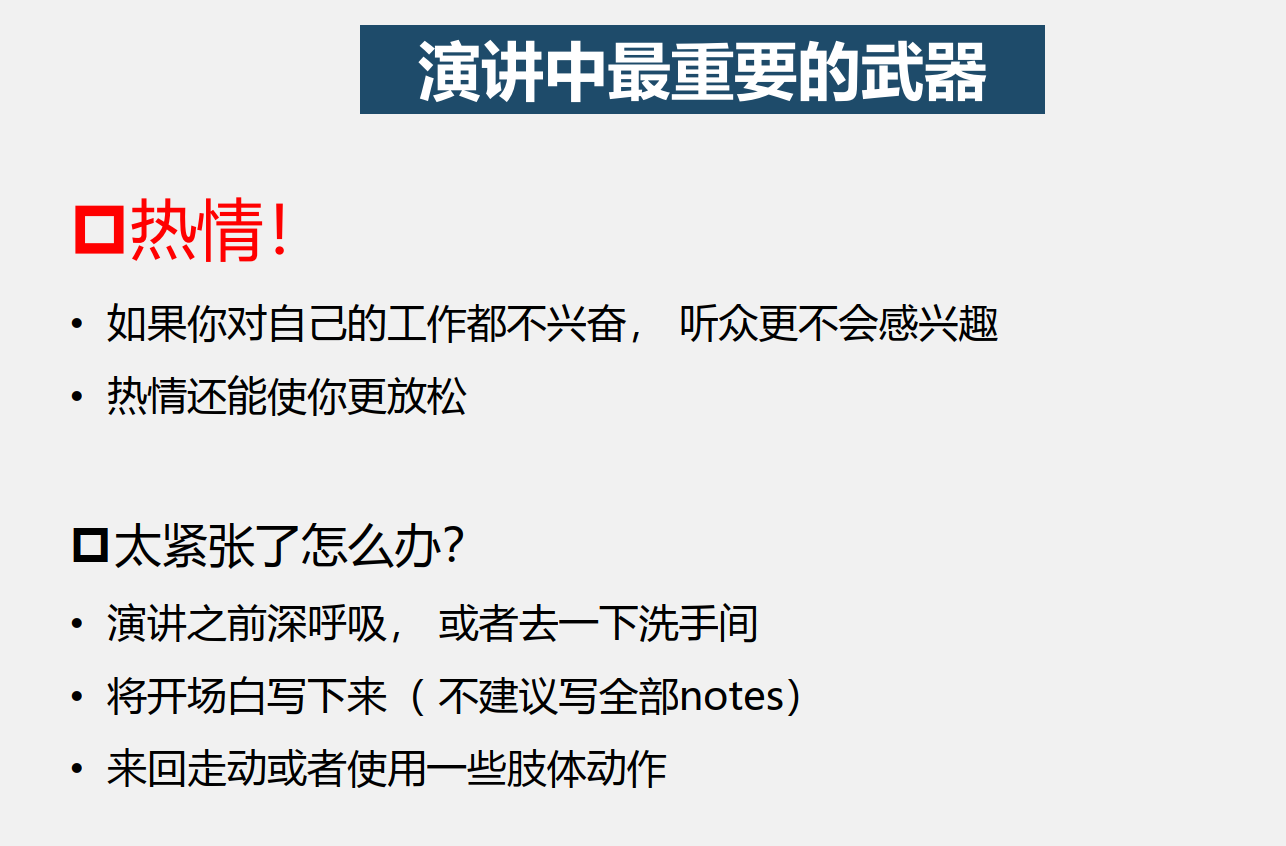 演讲中最重要的武器
热情！
• 如果你对自己的工作都不兴奋， 听众更不会感兴趣
• 热情还能使你更放松
太紧张了怎么办？
• 演讲之前深呼吸， 或者去一下洗手间
• 将开场白写下来（ 不建议写全部notes）
• 来回走动或者使用一些肢体动作